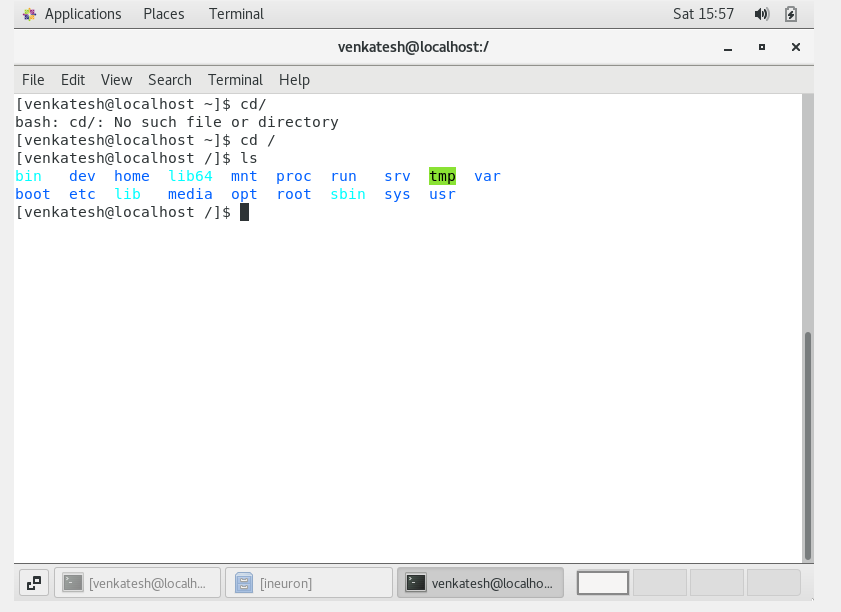 Applications Places Terminal Sat 15:57
venkatesh@localhost:/
File Edit View Search Terminal Help
[venkatesh@localhost ~]$ cd/
bash: cd/: No such file or directory
[venkatesh@localhost ~]$ cd /
[venkatesh@localhost /]$ ls
bin dev home lib64 mnt proc run srv tmp var
boot etc lib media opt root sbin sys usr
[venkatesh@localhost /]$
[venkatesh@localh... [ineuron] venkatesh@localho...